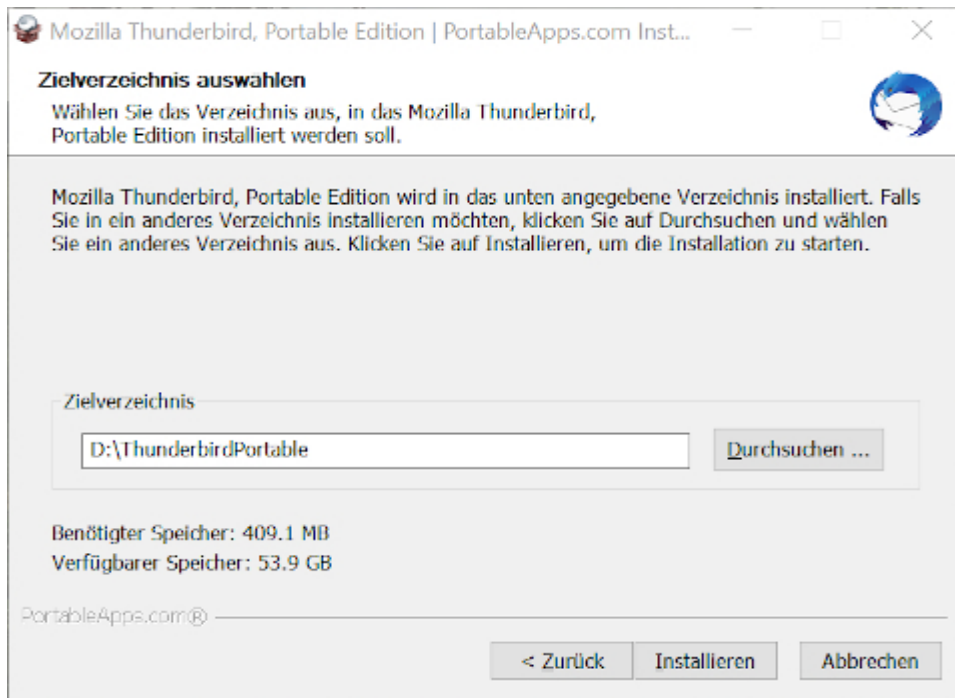 Mozilla Thunderbird, Portable Edition | PortableApps.com Inst...
Zielverzeichnis auswahlen
Wählen Sie das Verzeichnis aus, in das Mozilla Thunderbird,
Portable Edition installiert werden soll.
Mozilla Thunderbird, Portable Edition wird in das unten angegebene Verzeichnis installiert. Falls
Sie in ein anderes Verzeichnis installieren möchten, klicken Sie auf Durchsuchen und wählen
Sie ein anderes Verzeichnis aus. Klicken Sie auf Installieren, um die Installation zu starten.
Zielverzeichnis
D:\ThunderbirdPortable
Durchsuchen ...
Benötigter Speicher: 409.1 MB
Verfügbarer Speicher: 53.9 GB
PortableApps.com®
< Zurück
Installieren
Abbrechen